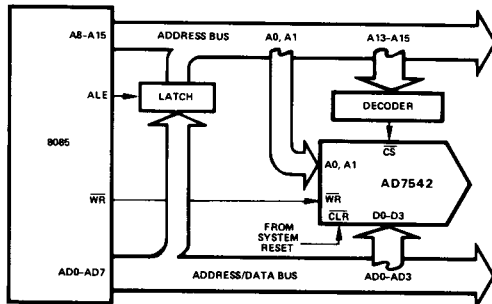 A8–A15
ADDRESS BUS
A0, A1
A13–A15
ALE
LATCH
DECODER
8085
CS
A0, A1
AD7542
WR
WR
CLR
D0–D3
FROM
SYSTEM
RESET
AD0–AD7
ADDRESS/DATA BUS
AD0–AD3